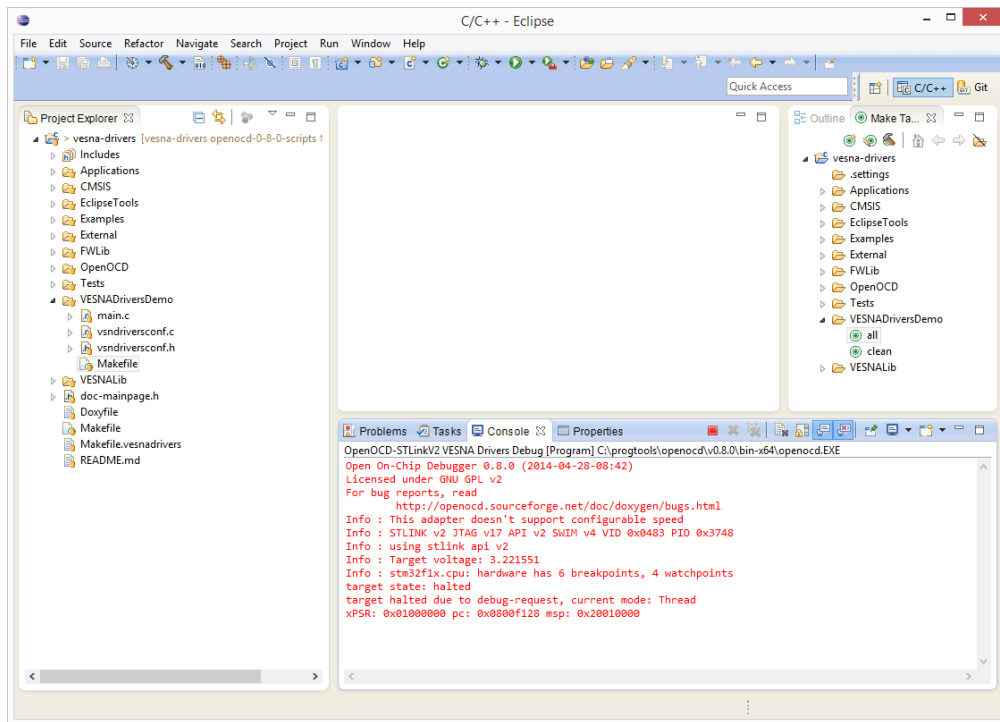 C/C++ - Eclipse
File Edit Source Refactor Navigate Search Project Run Window Help
Quick Access
C/C++
Git
Project Explorer
> vesna-drivers [vesna-drivers openocd-0-8-0-scripts
Includes
Applications
CMSIS
EclipseTools
Examples
External
FWLib
OpenOCD
Tests
VESNADriversDemo
main.c
vsndriversconf.c
vsndriversconf.h
Makefile
VESNALib
doc-mainpage.h
Doxyfile
Makefile
Makefile.vesnadrivers
README.md
Outline Make Ta...
vesna-drivers
.settings
Applications
CMSIS
EclipseTools
Examples
External
FWLib
OpenOCD
Tests
VESNADriversDemo
all
clean
VESNALib
Problems Tasks Console Properties
OpenOCD-STLinkV2 VESNA Drivers Debug [Program] C:\progtools\openocd\v0.8.0\bin-x64\openocd.EXE
Open On-Chip Debugger 0.8.0 (2014-04-28-08:42)
Licensed under GNU GPL v2
For bug reports, read
http://openocd.sourceforge.net/doc/doxygen/bugs.html
Info : This adapter doesn't support configurable speed
Info : STLINK v2 JTAG v17 API v2 SWIM v4 VID 0x0483 PID 0x3748
Info : using stlink api v2
Info : Target voltage: 3.221551
Info : stm32f1x.cpu: hardware has 6 breakpoints, 4 watchpoints
target state: halted
target halted due to debug-request, current mode: Thread
xPSR: 0x01000000 pc: 0x0800f128 msp: 0x20010000